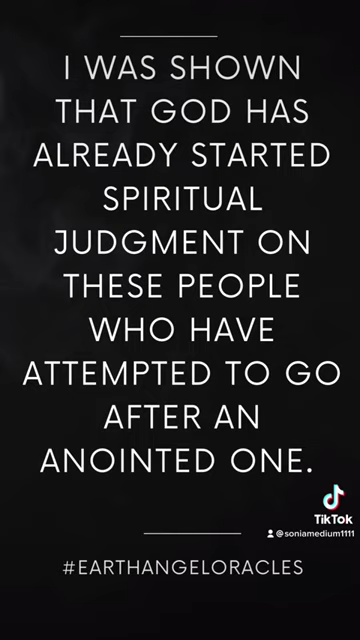 I WAS SHOWN
THAT GOD HAS
ALREADY STARTED
SPIRITUAL
JUDGMENT ON
THESE PEOPLE
WHO HAVE
ATTEMPTED TO GO
AFTER AN
ANOINTED ONE.
TikTok
@soniamedium1111
#EARTHANGELORACLES